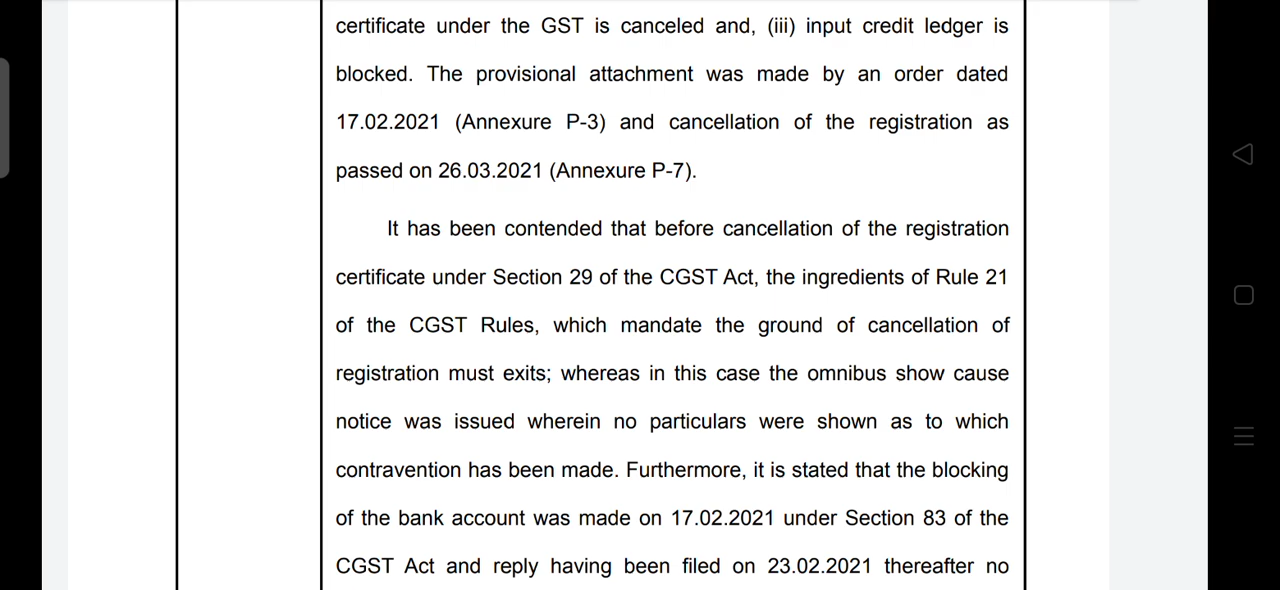 certificate under the GST is canceled and, (iii) input credit ledger is
blocked. The provisional attachment was made by an order dated
17.02.2021 (Annexure P-3) and cancellation of the registration as
passed on 26.03.2021 (Annexure P-7).
It has been contended that before cancellation of the registration
certificate under Section 29 of the CGST Act, the ingredients of Rule 21
of the CGST Rules, which mandate the ground of cancellation of
registration must exits; whereas in this case the omnibus show cause
notice was issued wherein no particulars were shown as to which
contravention has been made. Furthermore, it is stated that the blocking
of the bank account was made on 17.02.2021 under Section 83 of the
CGST Act and reply having been filed on 23.02.2021 thereafter no